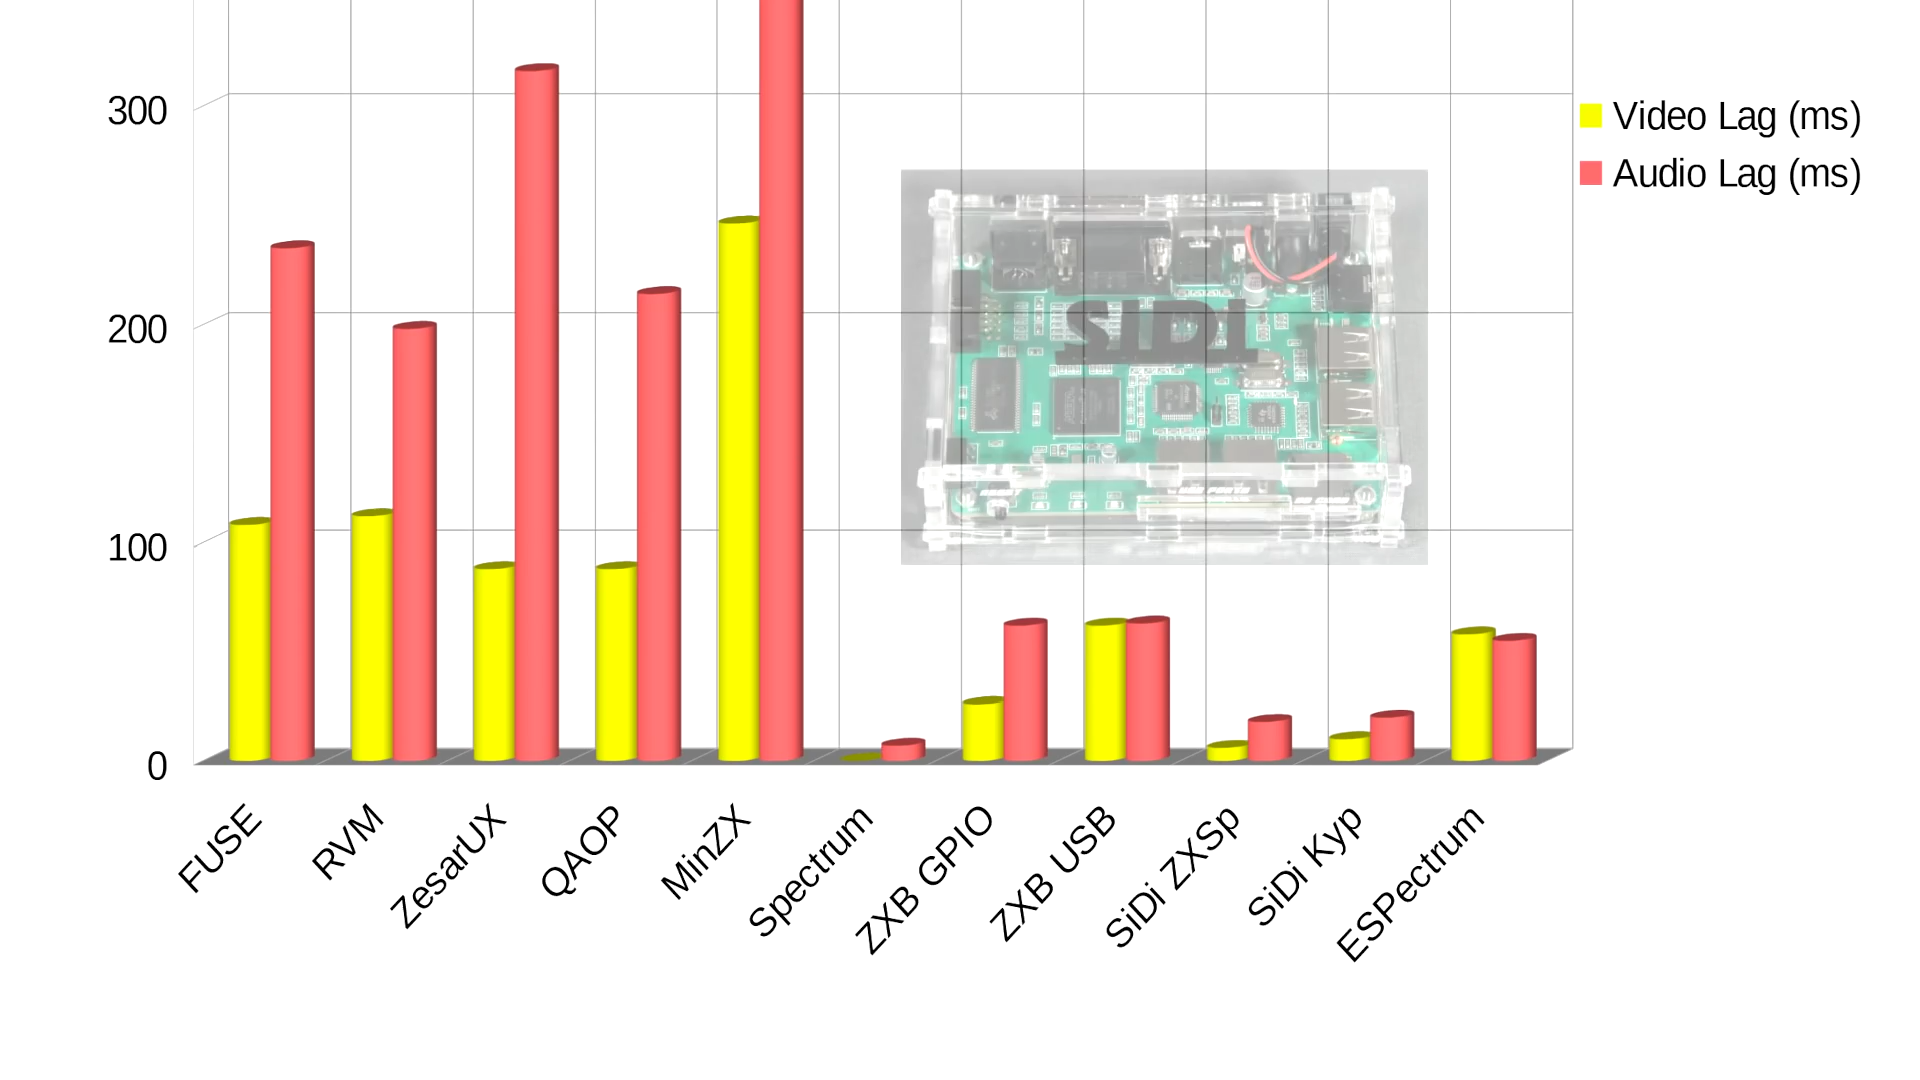 300
200
100
0
Video Lag (ms)
Audio Lag (ms)
SIDI
FUSE
RVM
ZesarUX
QAOP
MinZX
Spectrum
ZXB GPIO
ZXB USB
SiDi ZXSp
SiDi Kyp
ESPectrum